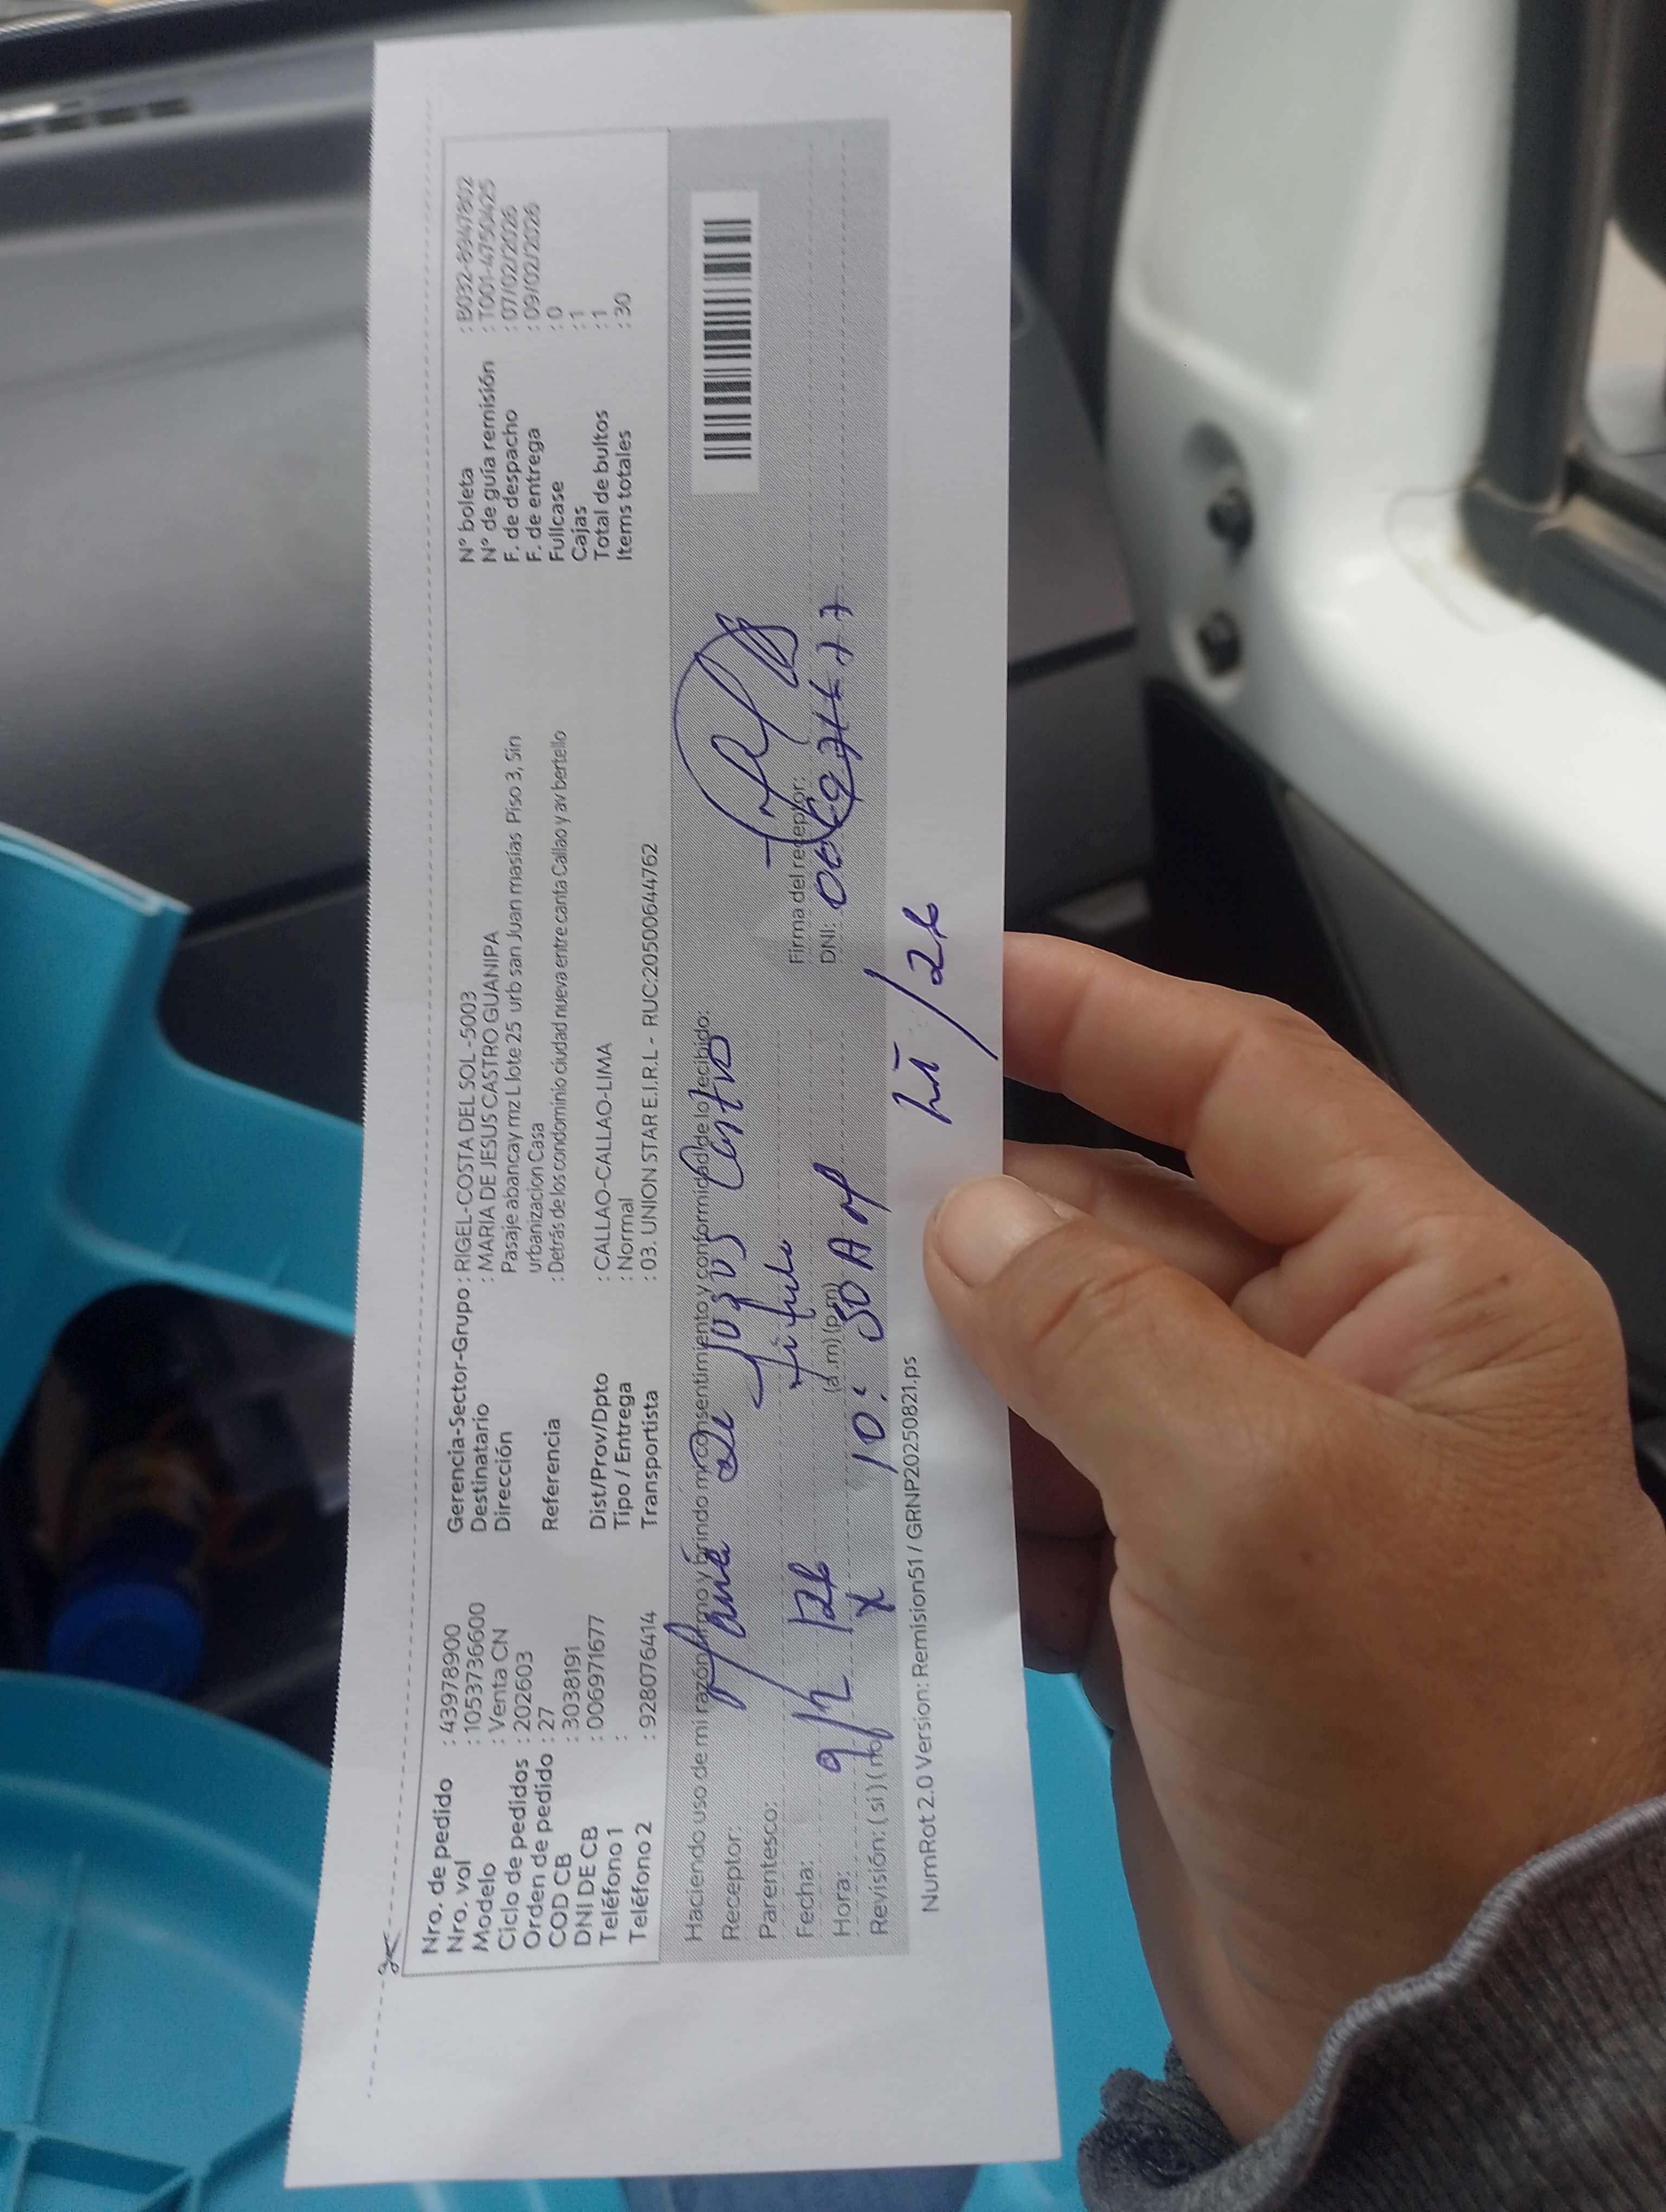 Nro. de pedido : 43978900
Nro. vol : 1053736600
Modelo : Venta CN
Ciclo de pedidos : 202603
Orden de pedido : 27
COD CB : 3038191
DNI DE CB : 006971677
Teléfono 1 :
Teléfono 2 : 928076414
Gerencia-Sector-Grupo : RIGEL-COSTA DEL SOL -5003
Destinatario : MARIA DE JESUS CASTRO GUANIPA
Dirección Pasaje abancay mz L lote 25 urb san Juan masías Piso 3, Sin
urbanizacion Casa
Referencia : Detrás de los condominio ciudad nueva entre canta Callao y av bertello
Dist/Prov/Dpto : CALLAO-CALLAO-LIMA
Tipo / Entrega : Normal
Transportista : 03. UNION STAR E.I.R.L - RUC:20500644762
N° boleta : B032-8947802
N° de guía remisión : T001-4750425
F. de despacho : 07/02/2026
F. de entrega : 09/02/2026
Fullcase : 0
Cajas : 1
Total de bultos : 1
Items totales : 30
Haciendo uso de mi razón firmo y brindo mi consentimiento y conformidad de lo recibido:
Receptor: Maria de Jesus Castro
Parentesco: titular
Fecha: 9/2/26
Hora: 10:50 AM (a.m) (p.m)
Revisión: (si) (no) x
Firma del receptor:
DNI: 006971677
/26
NumRot 2.0 Version: Remision51 / GRNP20250821.ps